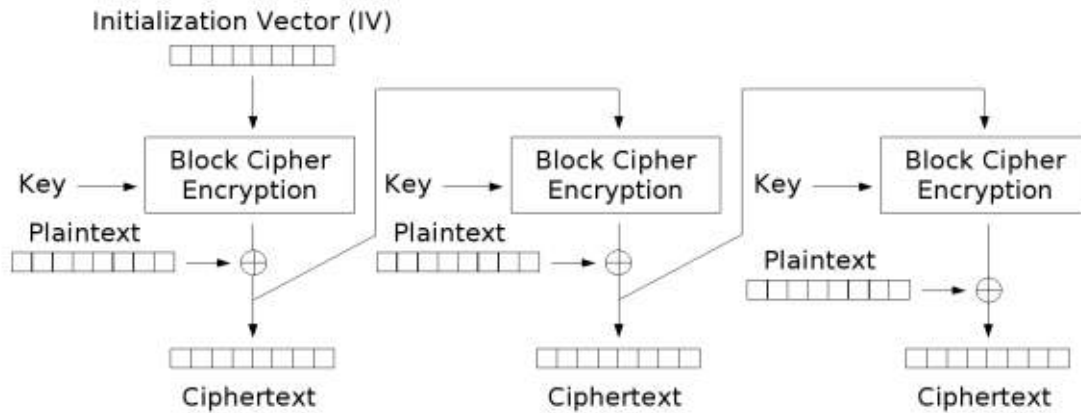 Initialization Vector (IV)
Key
Block Cipher
Encryption
Plaintext
Ciphertext
Key
Block Cipher
Encryption
Plaintext
Ciphertext
Key
Block Cipher
Encryption
Plaintext
Ciphertext